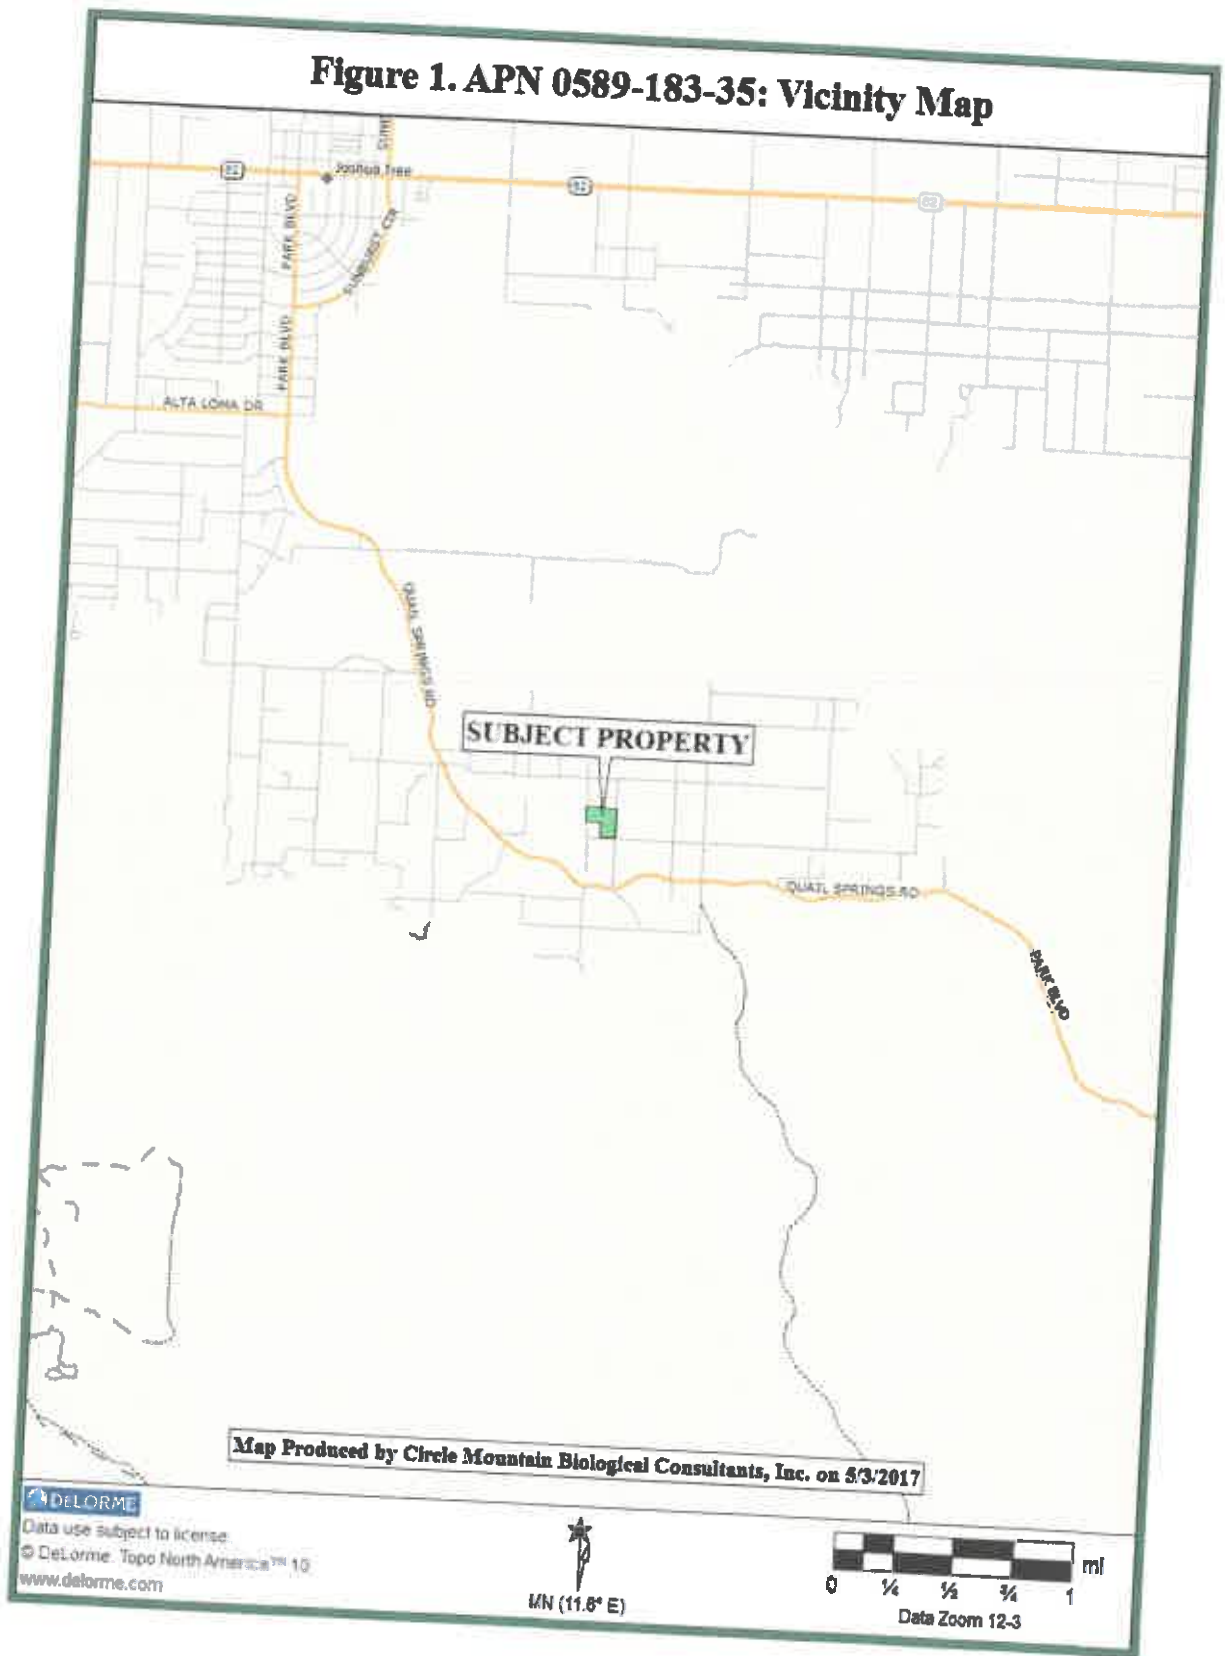 Figure 1. APN 0589-183-35: Vicinity Map
SUNB
62
Joshua Tree
62
62
PARK BLVD
SUNBURST CIR
PARK BLVD
ALTA LOMA DR
QUAIL SPRINGS RD
SUBJECT PROPERTY
QUAIL SPRINGS RD
PARK BLVD
Map Produced by Circle Mountain Biological Consultants, Inc. on 5/3/2017
DELORME
Data use subject to license.
© DeLorme. Topo North America™ 10.
www.delorme.com
MN (11.6° E)
mi
0 ¼ ½ ¾ 1
Data Zoom 12-3